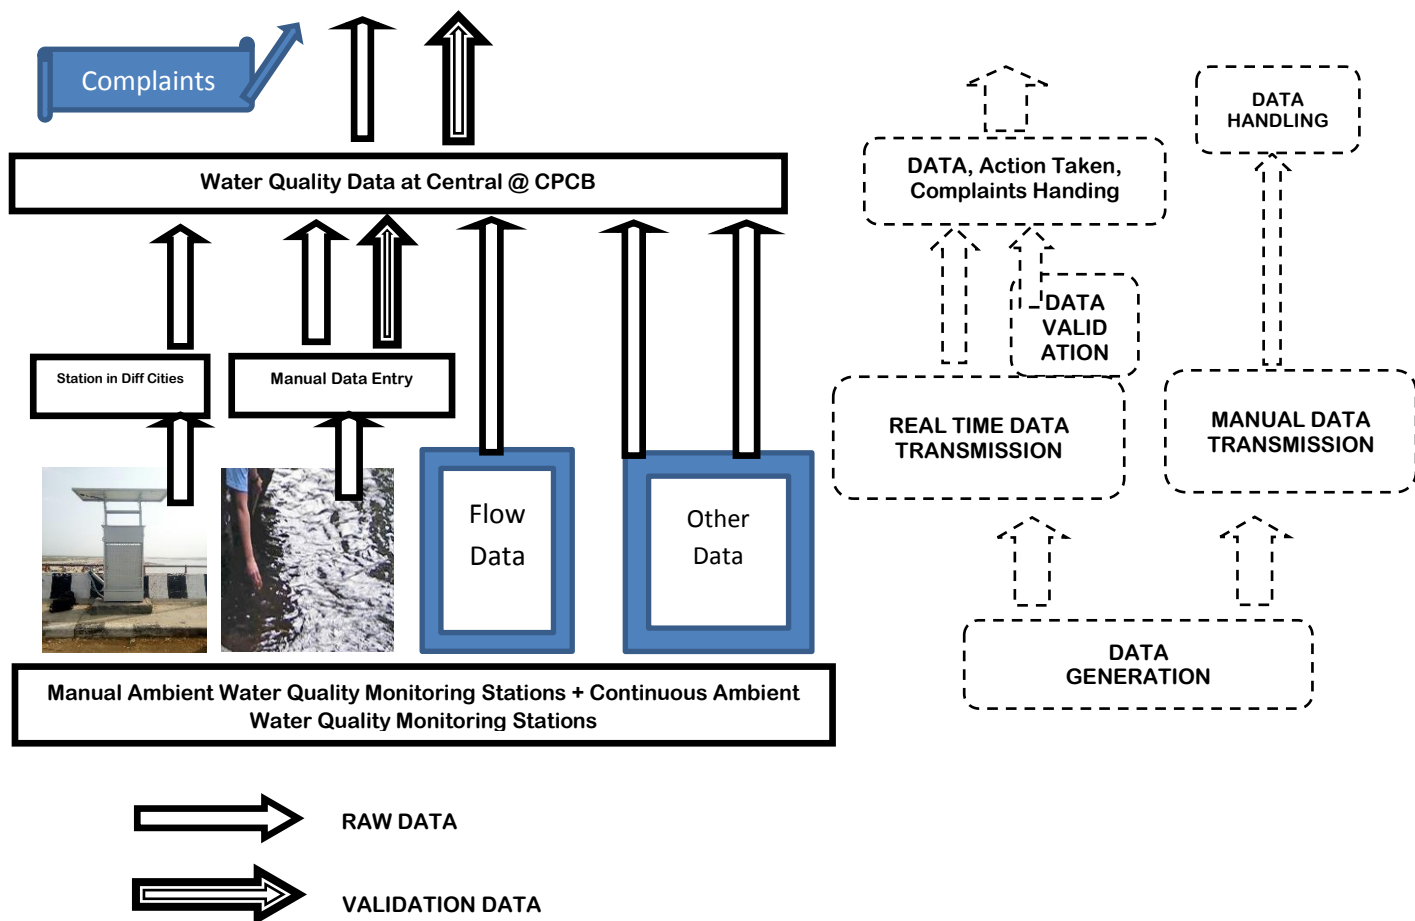 Complaints
Water Quality Data at Central @ CPCB
Station in Diff Cities
Manual Data Entry
Flow
Data
Other
Data
Manual Ambient Water Quality Monitoring Stations + Continuous Ambient
Water Quality Monitoring Stations
RAW DATA
VALIDATION DATA
DATA
HANDLING
DATA, Action Taken,
Complaints Handing
DATA
VALID
ATION
REAL TIME DATA
TRANSMISSION
MANUAL DATA
TRANSMISSION
DATA
GENERATION